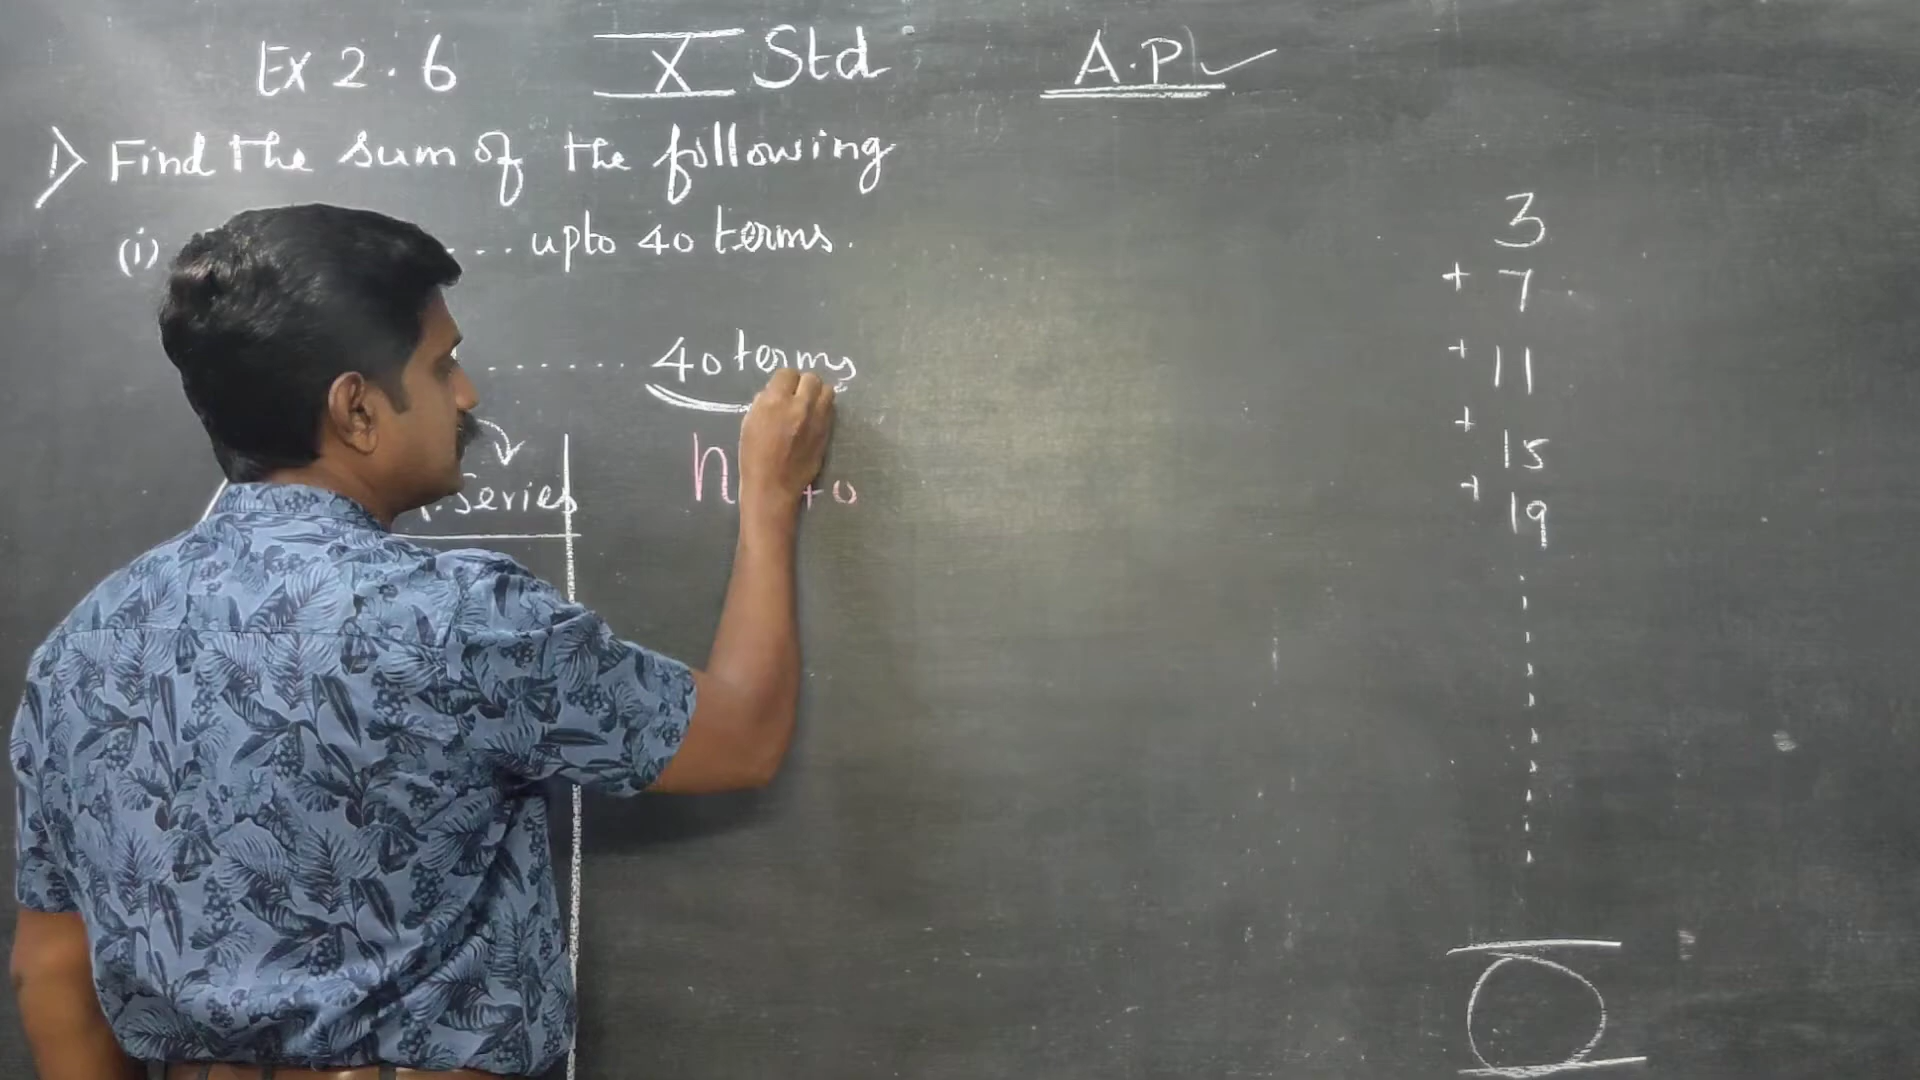 Ex 2.6 X Std A.P
1) Find the sum of the following
(i) ... upto 40 terms.
....... 40 terms
Series n
3
+ 7
+ 11
+ 15
+ 19